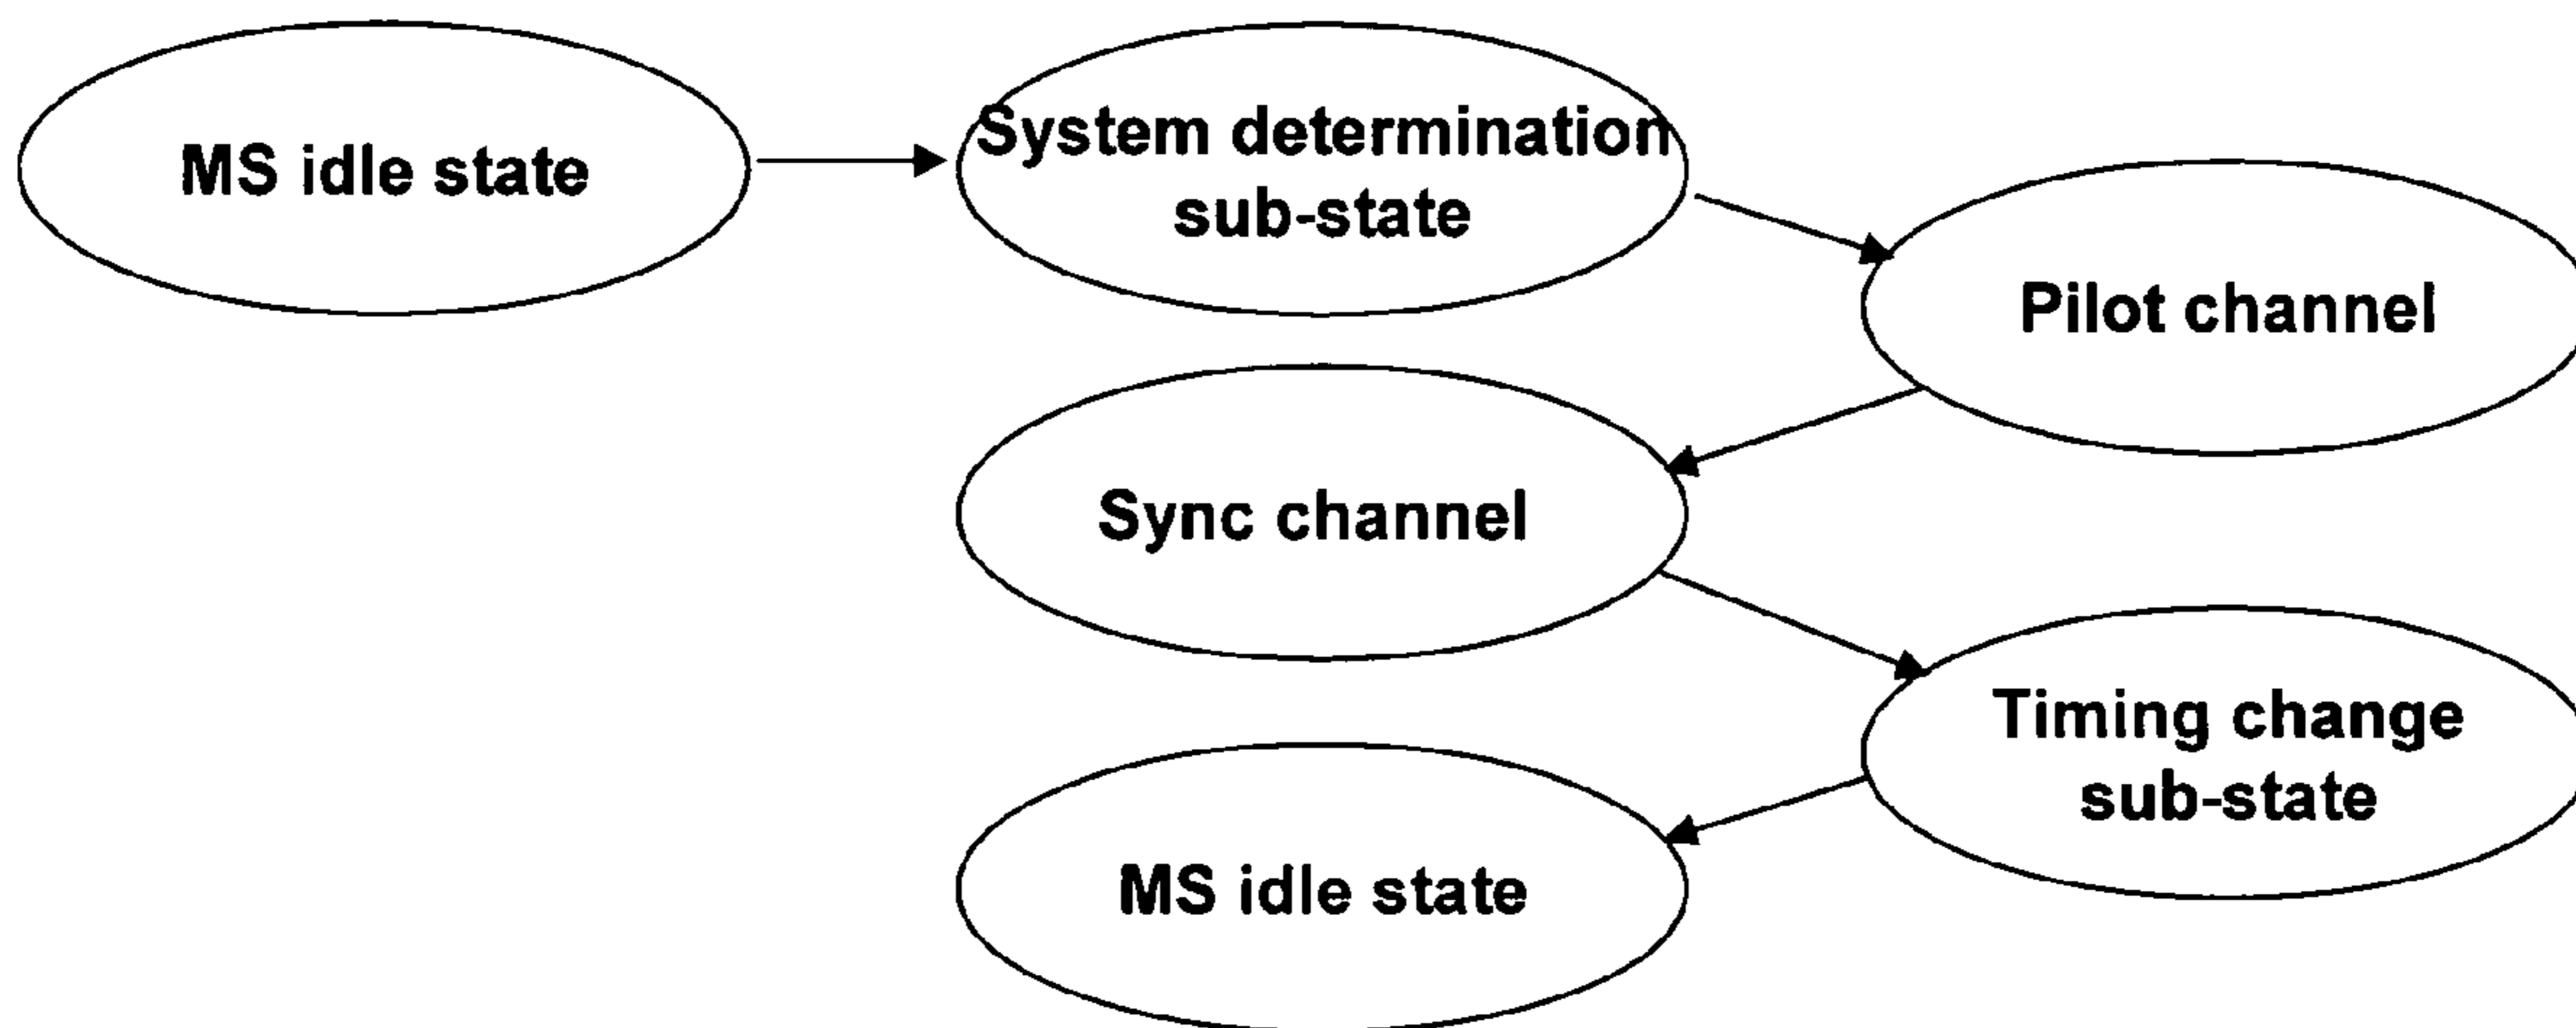 MS idle state
System determination
sub-state
Pilot channel
Sync channel
Timing change
sub-state
MS idle state